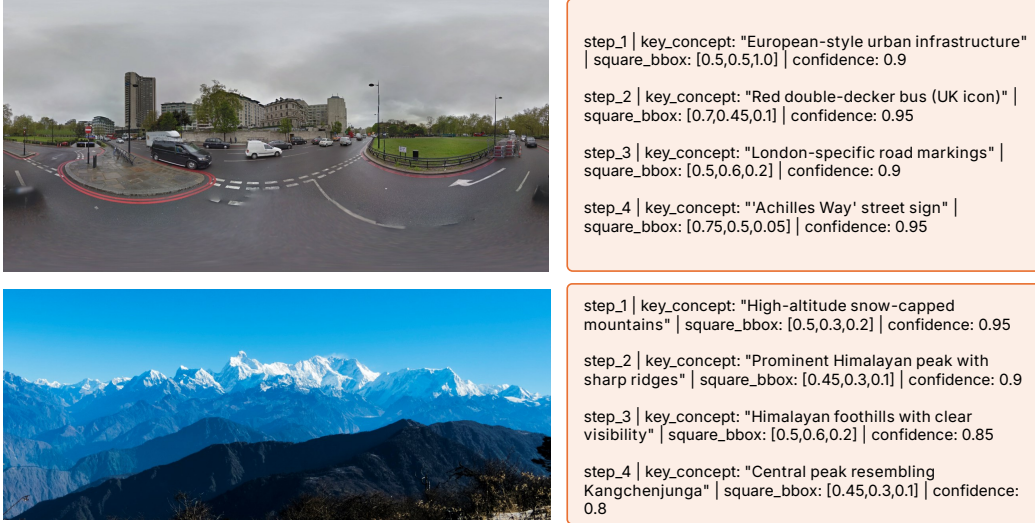 step_1 | key_concept: "European-style urban infrastructure"
| square_bbox: [0.5,0.5,1.0] | confidence: 0.9
step_2 | key_concept: "Red double-decker bus (UK icon)" |
square_bbox: [0.7,0.45,0.1] | confidence: 0.95
step_3 | key_concept: "London-specific road markings" |
square_bbox: [0.5,0.6,0.2] | confidence: 0.9
step_4 | key_concept: "'Achilles Way' street sign" |
square_bbox: [0.75,0.5,0.05] | confidence: 0.95
step_1 | key_concept: "High-altitude snow-capped
mountains" | square_bbox: [0.5,0.3,0.2] | confidence: 0.95
step_2 | key_concept: "Prominent Himalayan peak with
sharp ridges" | square_bbox: [0.45,0.3,0.1] | confidence: 0.9
step_3 | key_concept: "Himalayan foothills with clear
visibility" | square_bbox: [0.5,0.6,0.2] | confidence: 0.85
step_4 | key_concept: "Central peak resembling
Kangchenjunga" | square_bbox: [0.45,0.3,0.1] | confidence:
0.8